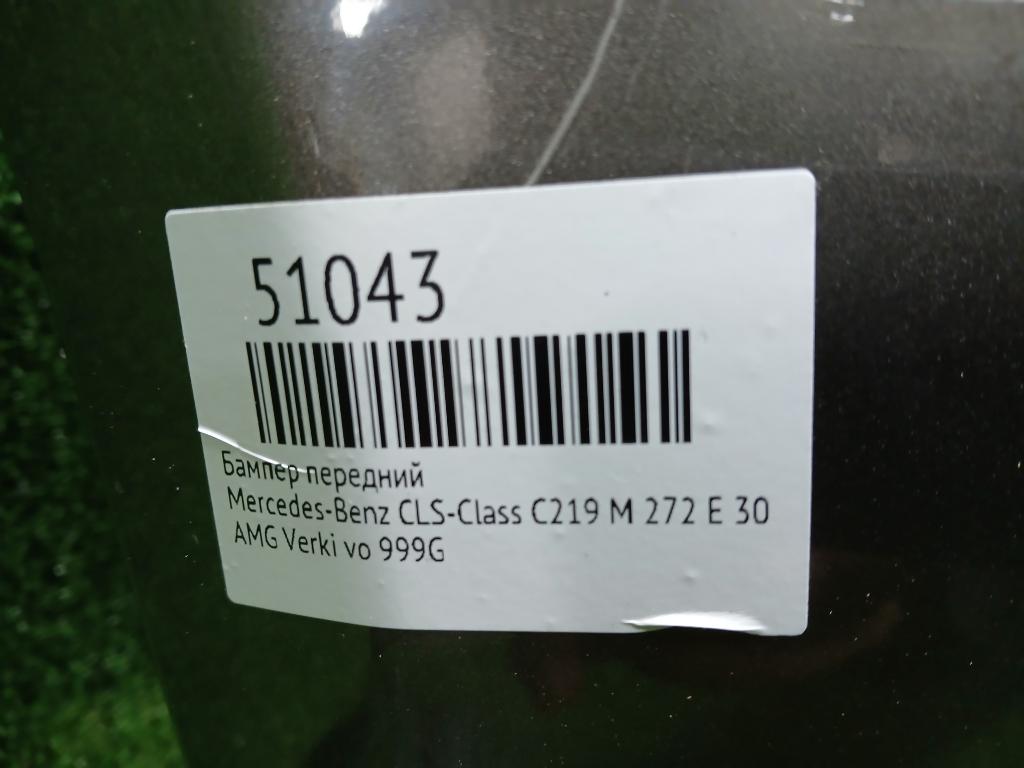 51043
Бампер передний
Mercedes-Benz CLS-Class C219 M 272 E 30
AMG Verki vo 999G